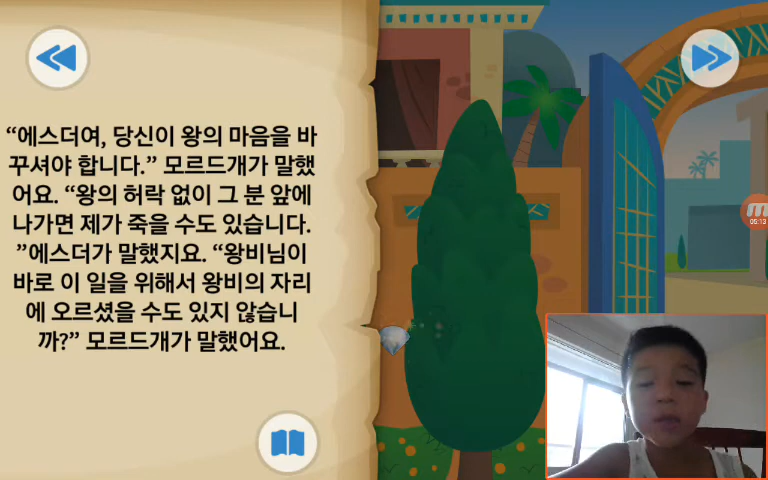 “에스더여, 당신이 왕의 마음을 바
꾸셔야 합니다.” 모르드개가 말했
어요. “왕의 허락 없이 그 분 앞에
나가면 제가 죽을 수도 있습니다.
”에스더가 말했지요. “왕비님이
바로 이 일을 위해서 왕비의 자리
에 오르셨을 수도 있지 않습니
까?” 모르드개가 말했어요.
05:13